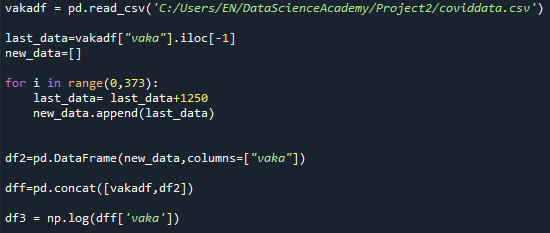 vakadf = pd.read_csv('C:/Users/EN/DataScienceAcademy/Project2/coviddata.csv')
last_data=vakadf["vaka"].iloc[-1]
new_data=[]
for i in range(0,373):
    last_data= last_data+1250
    new_data.append(last_data)
df2=pd.DataFrame(new_data,columns=["vaka"])
dff=pd.concat([vakadf,df2])
df3 = np.log(dff['vaka'])